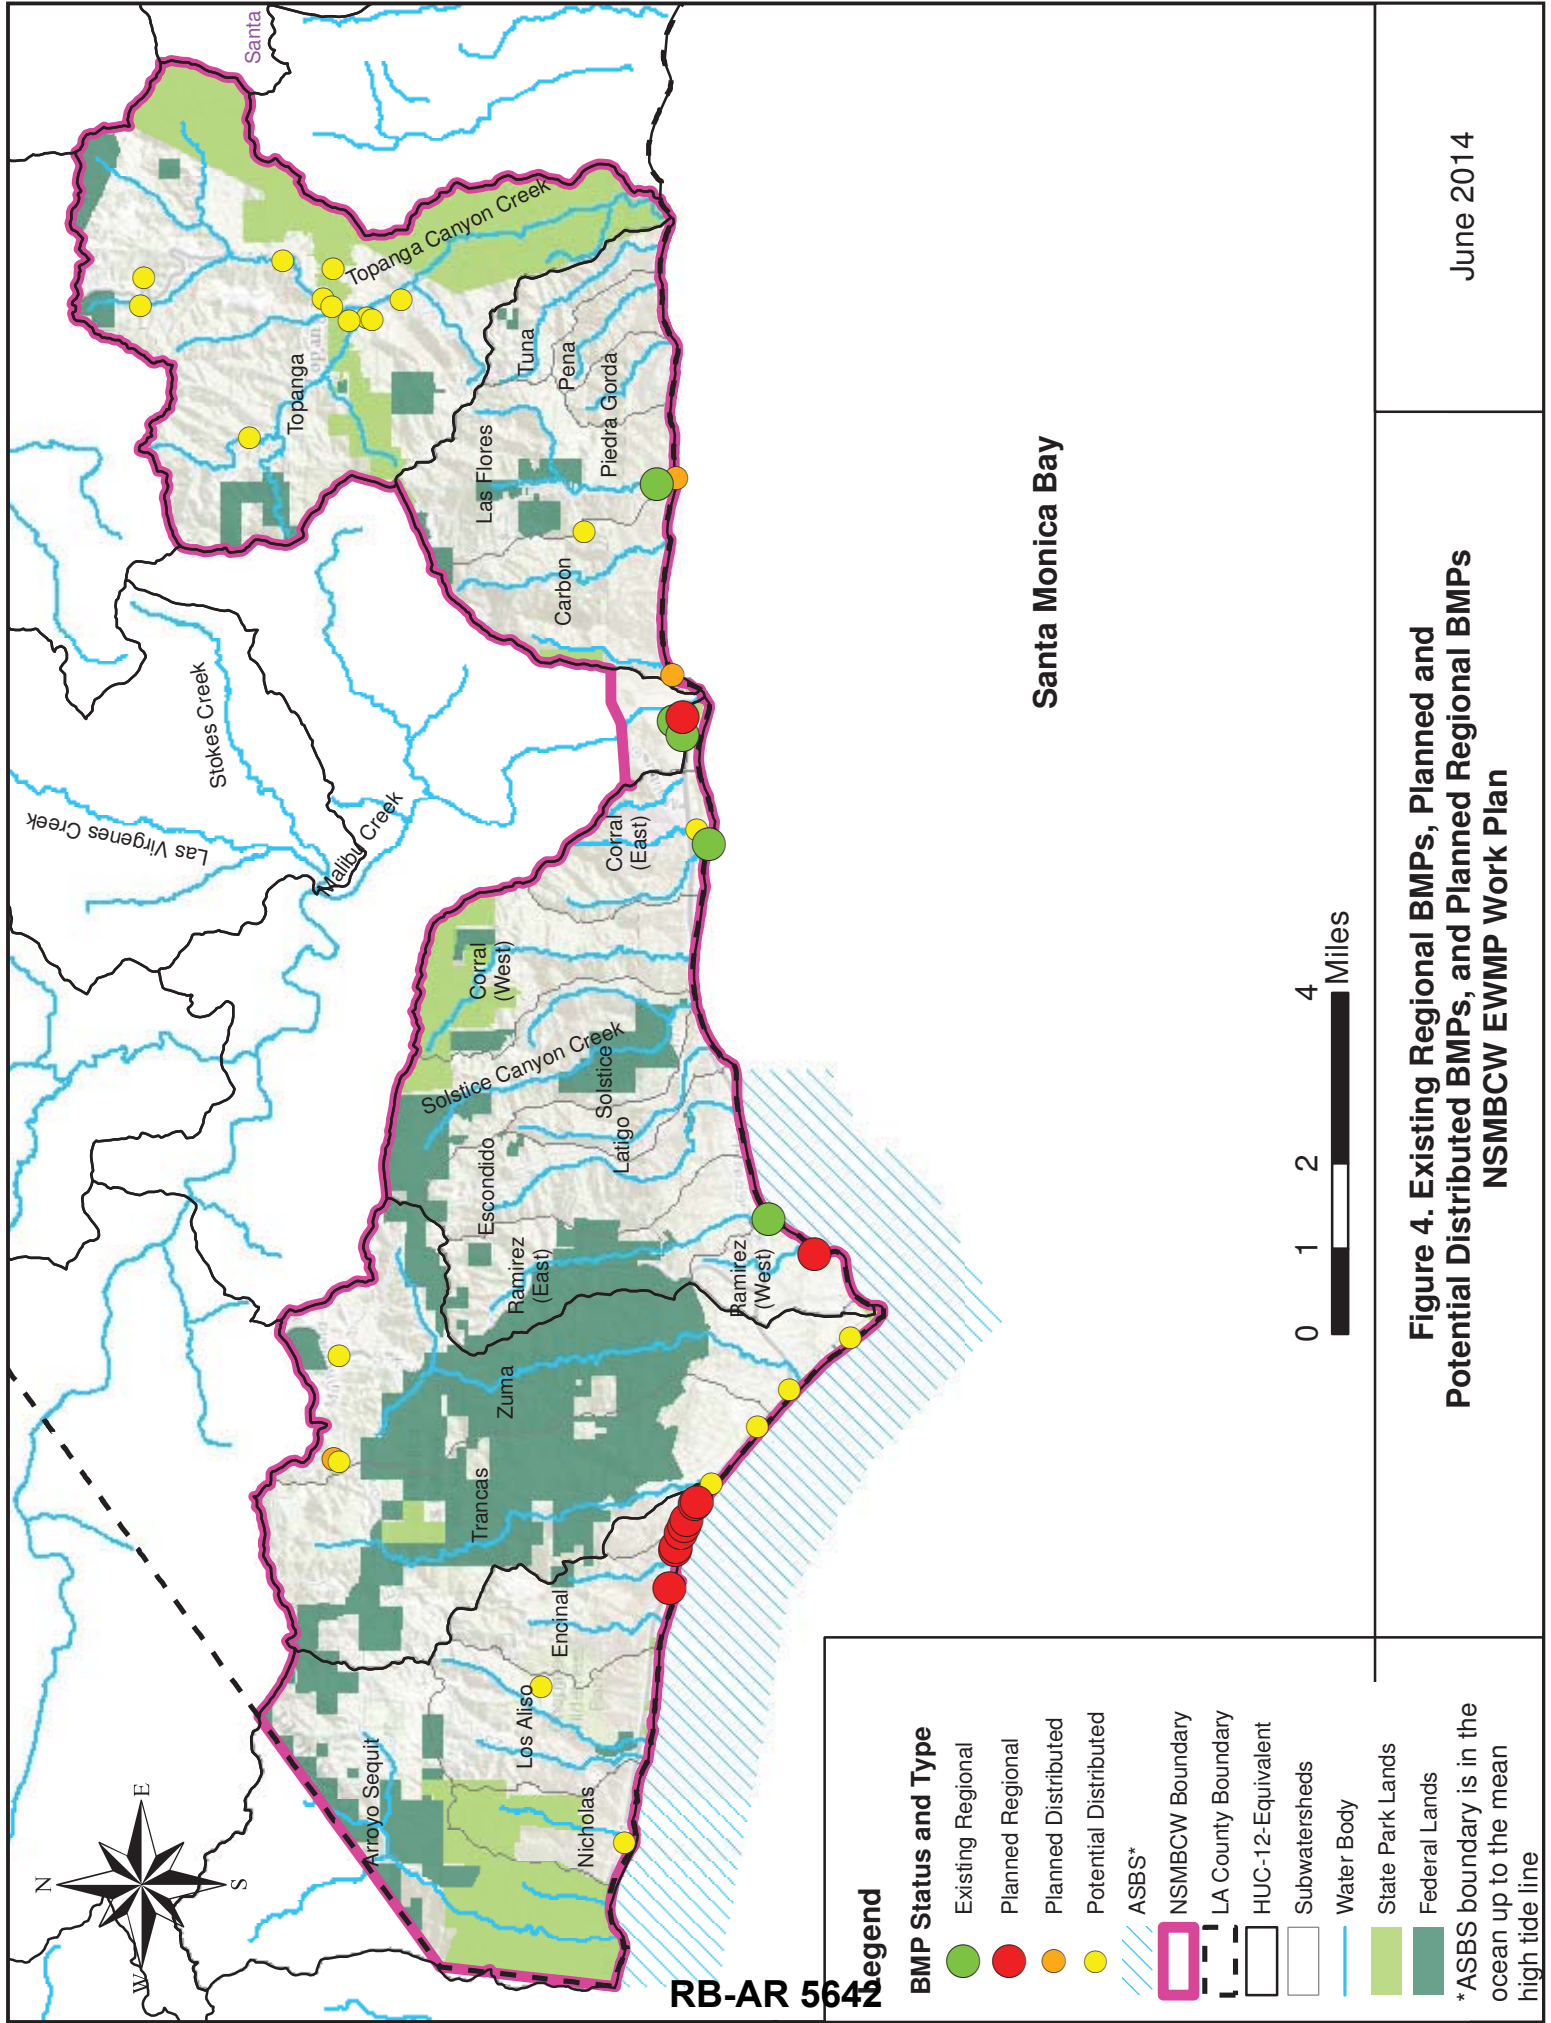 Santa
Topanga Canyon Creek
Topanga
Tuna
Pena
Piedra Gorda
Las Flores
Carbon
Stokes Creek
Las Virgenes Creek
Malibu Creek
Corral
(East)
Corral
(West)
Solstice Canyon Creek
Solstice
Latigo
Escondido
Ramirez
(East)
Ramirez
(West)
Zuma
Trancas
Encinal
Los Aliso
Arroyo Sequit
Nicholas
Santa Monica Bay
N
E
S
W
0 1 2 4
Miles
Legend
BMP Status and Type
Existing Regional
Planned Regional
Planned Distributed
Potential Distributed
ASBS*
NSMBCW Boundary
LA County Boundary
HUC-12-Equivalent
Subwatersheds
Water Body
State Park Lands
Federal Lands
*ASBS boundary is in the
ocean up to the mean
high tide line
Figure 4. Existing Regional BMPs, Planned and
Potential Distributed BMPs, and Planned Regional BMPs
NSMBCW EWMP Work Plan
June 2014
RB-AR 5642